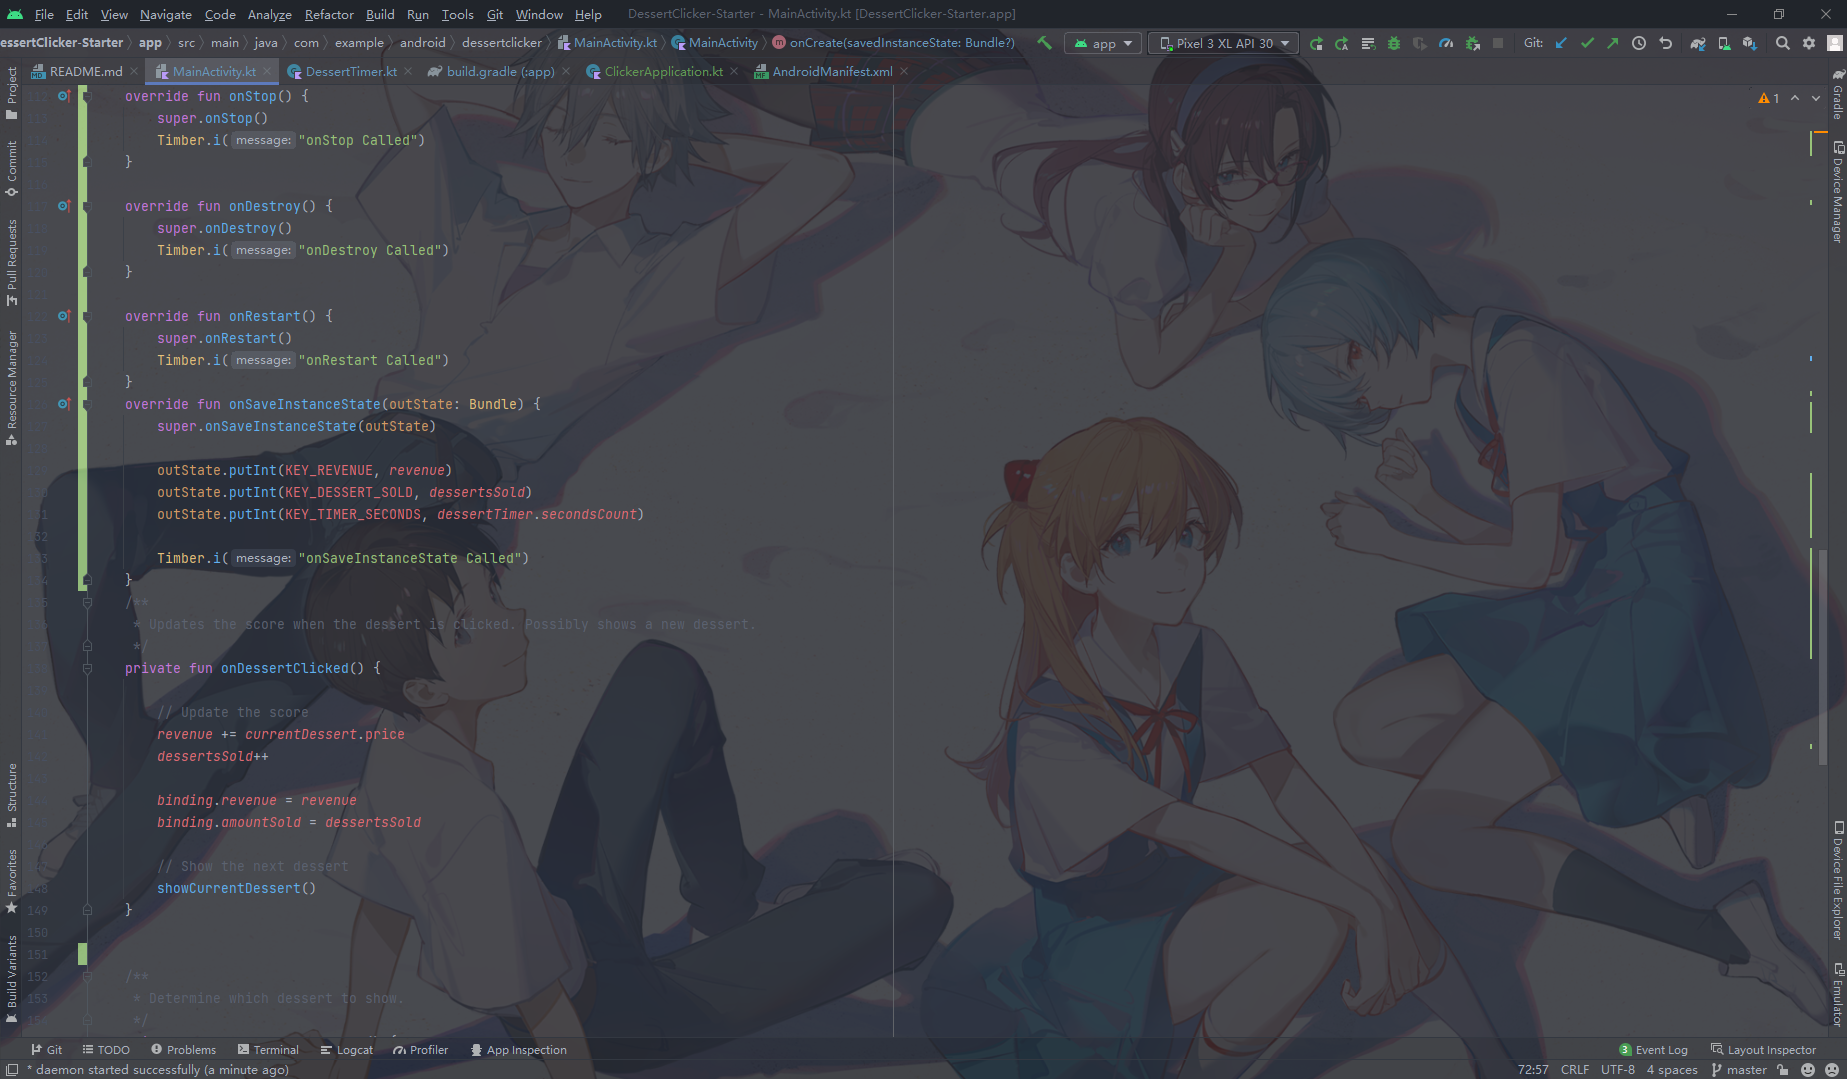 File Edit View Navigate Code Analyze Refactor Build Run Tools Git Window Help DessertClicker-Starter - MainActivity.kt [DessertClicker-Starter.app]
essertClicker-Starter app src main java com example android dessertclicker MainActivity.kt MainActivity onCreate(savedInstanceState: Bundle?) app Pixel 3 XL API 30 Git:
README.md MainActivity.kt DessertTimer.kt build.gradle (:app) ClickerApplication.kt AndroidManifest.xml
Project
Commit
Pull Requests
Resource Manager
Structure
Favorites
Build Variants
override fun onStop() {
super.onStop()
Timber.i( message: "onStop Called")
}
override fun onDestroy() {
super.onDestroy()
Timber.i( message: "onDestroy Called")
}
override fun onRestart() {
super.onRestart()
Timber.i( message: "onRestart Called")
}
override fun onSaveInstanceState(outState: Bundle) {
super.onSaveInstanceState(outState)
outState.putInt(KEY_REVENUE, revenue)
outState.putInt(KEY_DESSERT_SOLD, dessertsSold)
outState.putInt(KEY_TIMER_SECONDS, dessertTimer.secondsCount)
Timber.i( message: "onSaveInstanceState Called")
}
/**
* Updates the score when the dessert is clicked. Possibly shows a new dessert.
*/
private fun onDessertClicked() {
// Update the score
revenue += currentDessert.price
dessertsSold++
binding.revenue = revenue
binding.amountSold = dessertsSold
// Show the next dessert
showCurrentDessert()
149 }
150
151
152 /**
153 * Determine which dessert to show.
154 */
1
Gradle
Device Manager
Device File Explorer
Emulator
Git TODO Problems Terminal Logcat Profiler App Inspection 3 Event Log Layout Inspector
* daemon started successfully (a minute ago) 72:57 CRLF UTF-8 4 spaces master